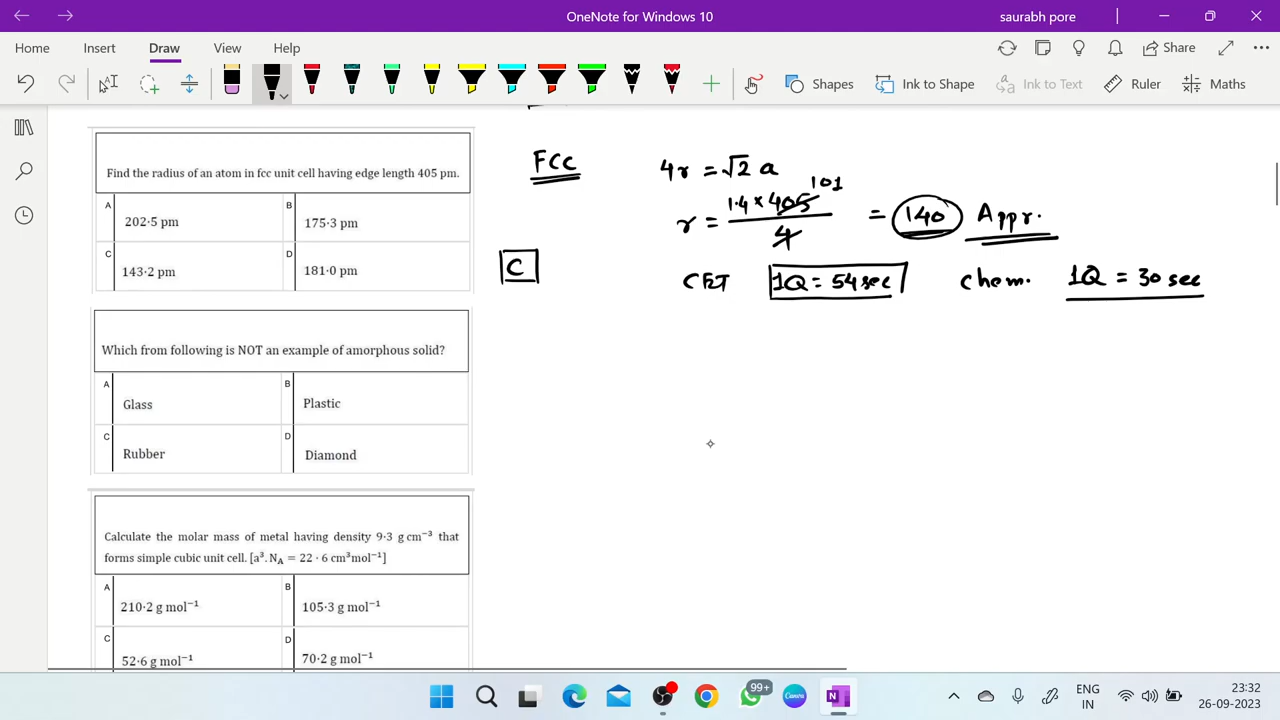 OneNote for Windows 10
saurabh pore
Home Insert Draw View Help
Share
Shapes
Ink to Shape
Ink to Text
Ruler
Maths
Find the radius of an atom in fcc unit cell having edge length 405 pm.
A 202·5 pm
B 175·3 pm
C 143·2 pm
D 181·0 pm
FCC
4r = √2 a
r = 1.4 × 405 / 4 = 140 Appr.
101
C
CET 1Q = 54 sec chem. 1Q = 30 sec
Which from following is NOT an example of amorphous solid?
A Glass
B Plastic
C Rubber
D Diamond
Calculate the molar mass of metal having density 9·3 g cm⁻³ that
forms simple cubic unit cell. [a³. N_A = 22 · 6 cm³mol⁻¹]
A 210·2 g mol⁻¹
B 105·3 g mol⁻¹
C 52·6 g mol⁻¹
D 70·2 g mol⁻¹
99+
ENG
IN
23:32
26-09-2023